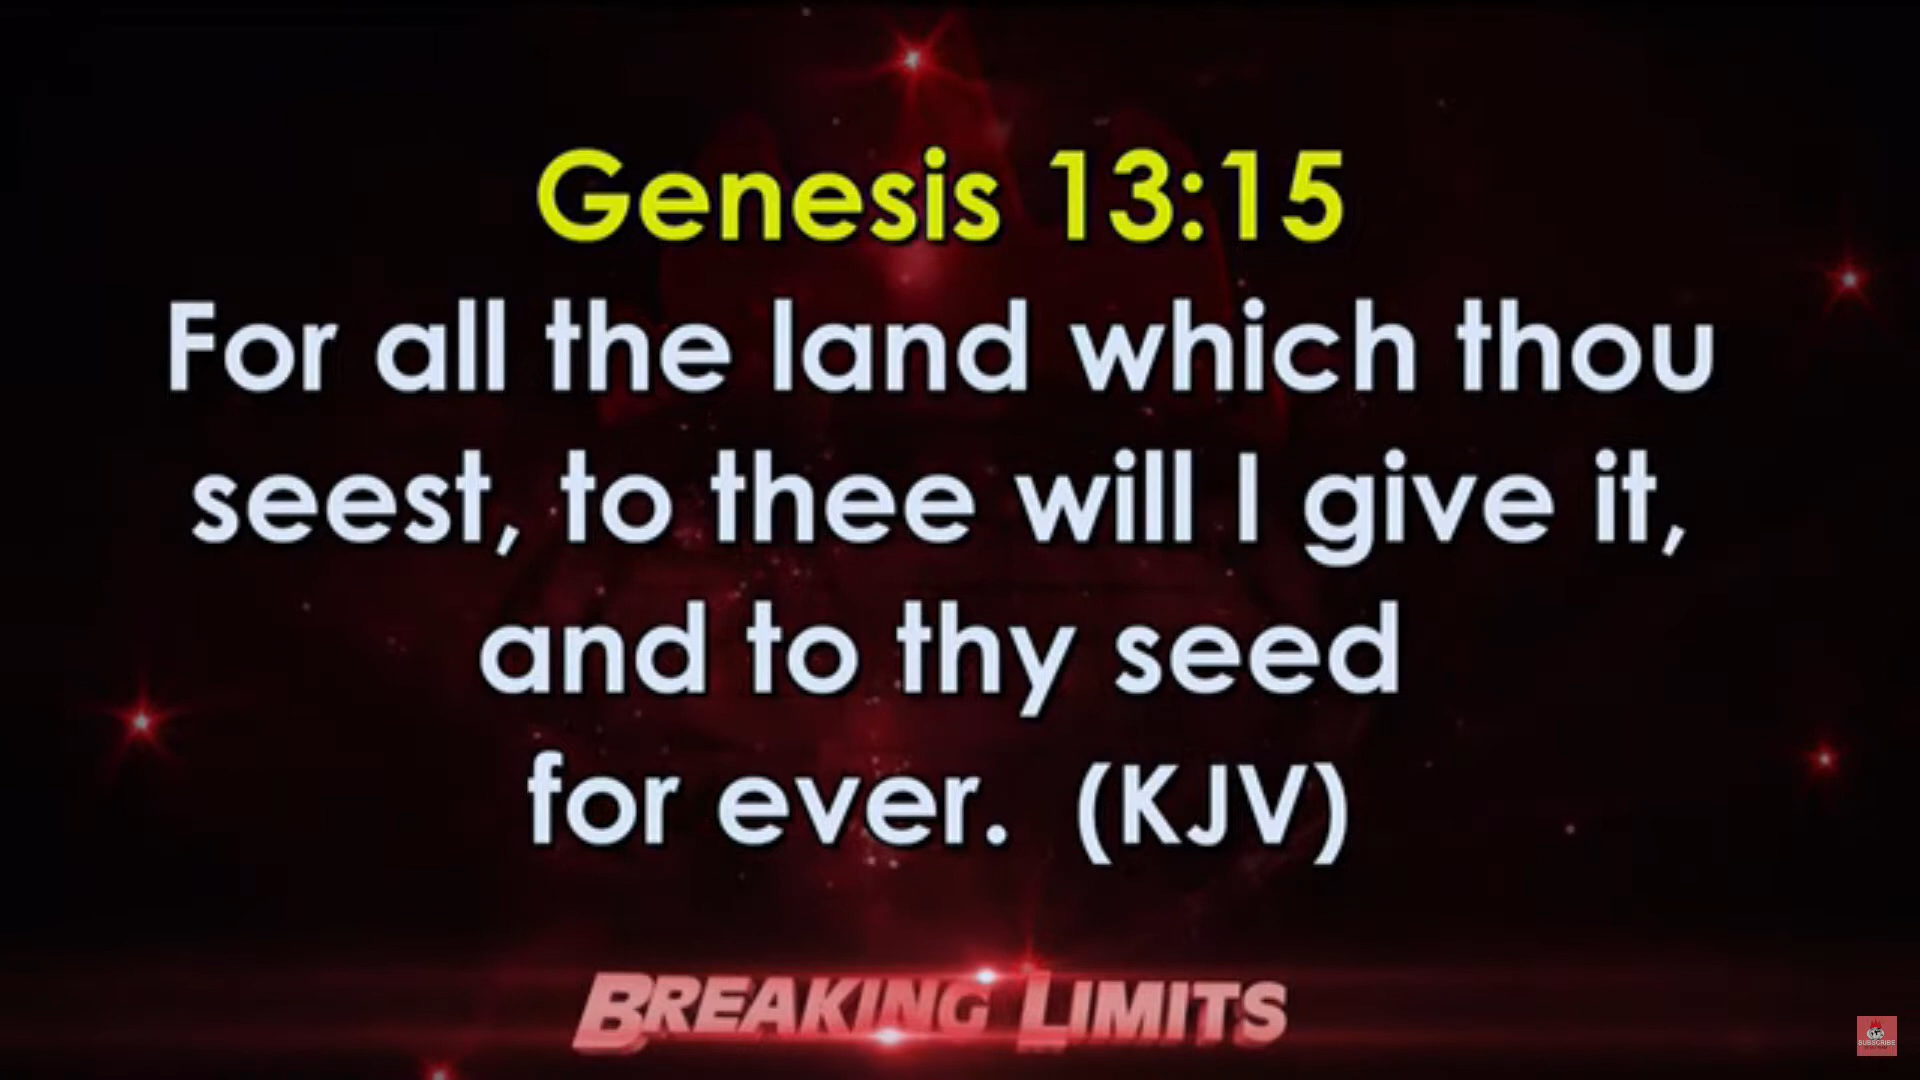 Genesis 13:15
For all the land which thou
seest, to thee will I give it,
and to thy seed
for ever. (KJV)
BREAKING LIMITS
SUBSCRIBE